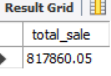 Result Grid
total_sale
817860.05